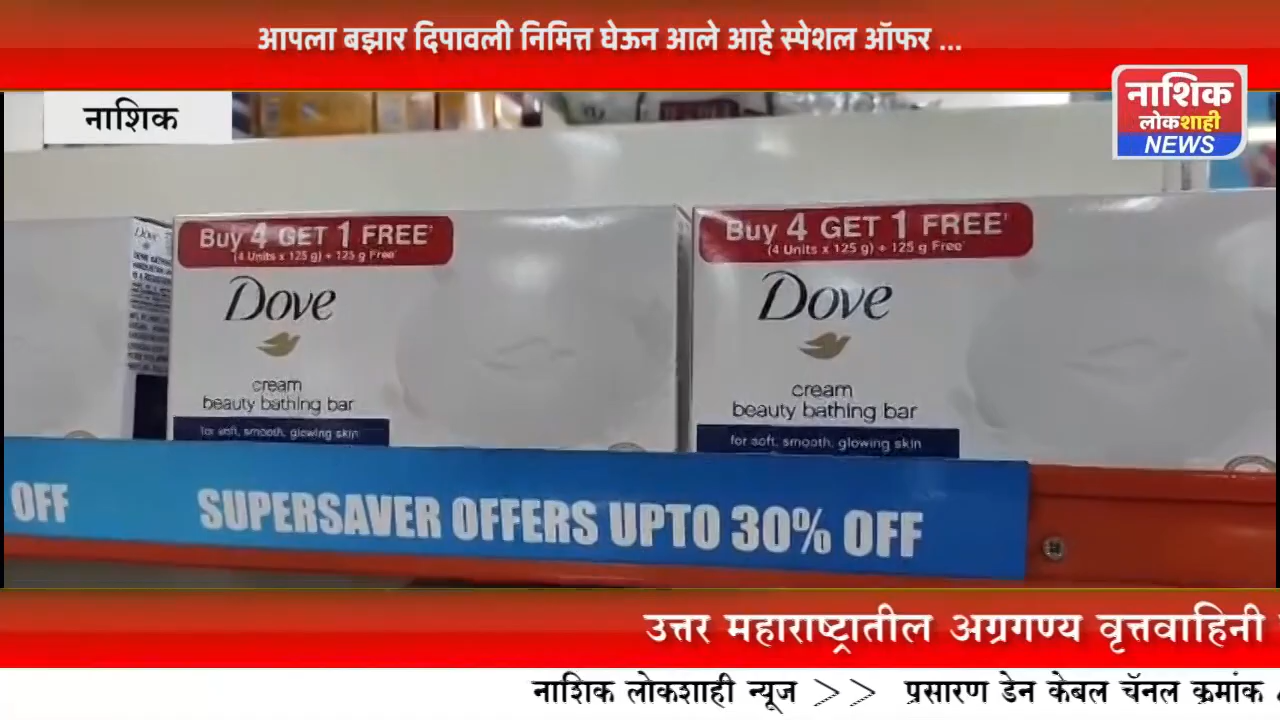 आपला बझार दिपावली निमित्त घेऊन आले आहे स्पेशल ऑफर ...
नाशिक
नाशिक
लोकशाही
NEWS
Buy 4 GET 1 FREE
(4 Units x 125 g) + 125 g Free
Dove
cream
beauty bathing bar
for soft, smooth, glowing skin
Buy 4 GET 1 FREE
(4 Units x 125 g) + 125 g Free
Dove
cream
beauty bathing bar
for soft, smooth, glowing skin
Dove
OFF
SUPERSAVER OFFERS UPTO 30% OFF
उत्तर महाराष्ट्रातील अग्रगण्य वृत्तवाहिनी
नाशिक लोकशाही न्यूज >> प्रसारण डेन केबल चॅनल क्रमांक